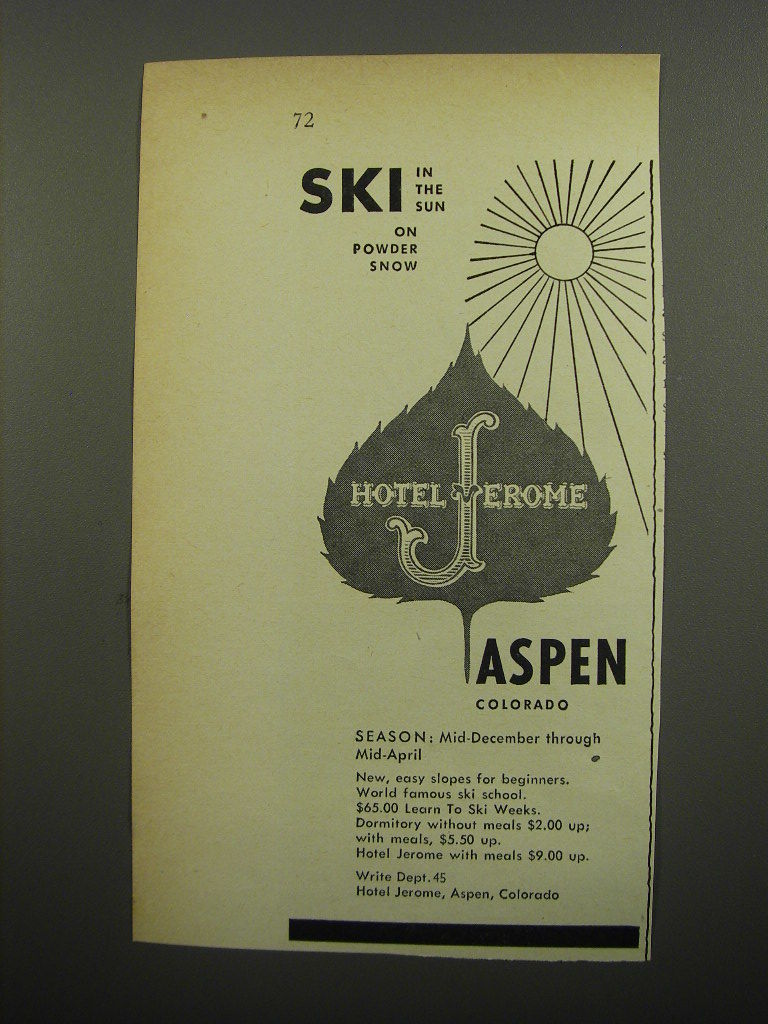 72
SKI IN
THE
SUN
ON
POWDER
SNOW
HOTEL JEROME
ASPEN
COLORADO
SEASON: Mid-December through
Mid-April
New, easy slopes for beginners.
World famous ski school.
$65.00 Learn To Ski Weeks.
Dormitory without meals $2.00 up;
with meals, $5.50 up.
Hotel Jerome with meals $9.00 up.
Write Dept. 45
Hotel Jerome, Aspen, Colorado